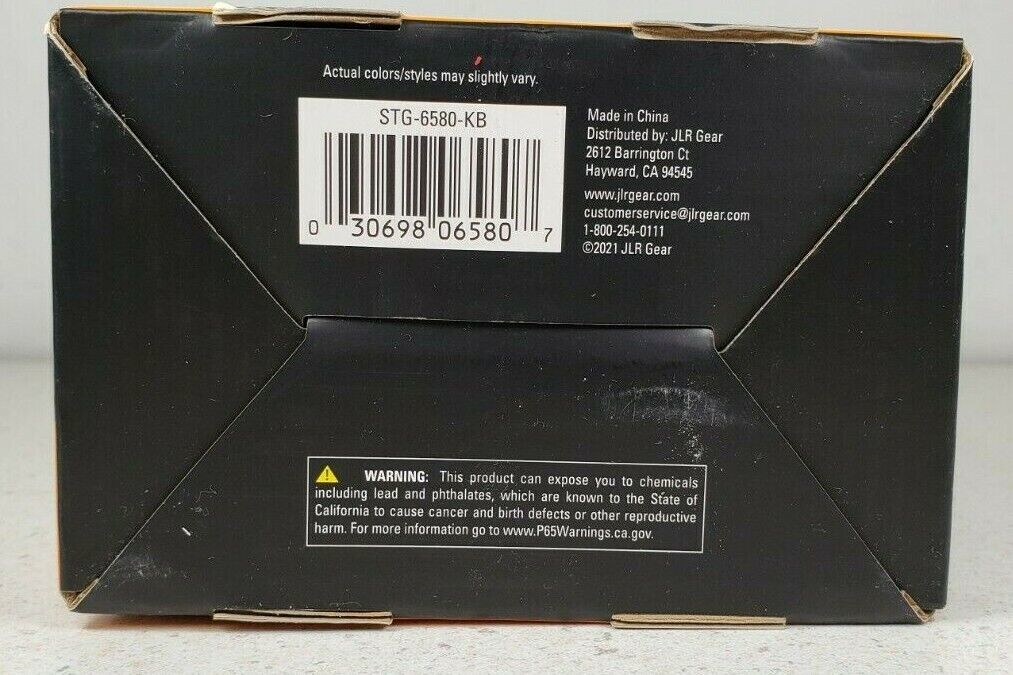 Actual colors/styles may slightly vary.
STG-6580-KB
0 30698 06580 7
Made in China
Distributed by: JLR Gear
2612 Barrington Ct
Hayward, CA 94545
www.jlrgear.com
customerservice@jlrgear.com
1-800-254-0111
©2021 JLR Gear
WARNING: This product can expose you to chemicals
including lead and phthalates, which are known to the State of
California to cause cancer and birth defects or other reproductive
harm. For more information go to www.P65Warnings.ca.gov.